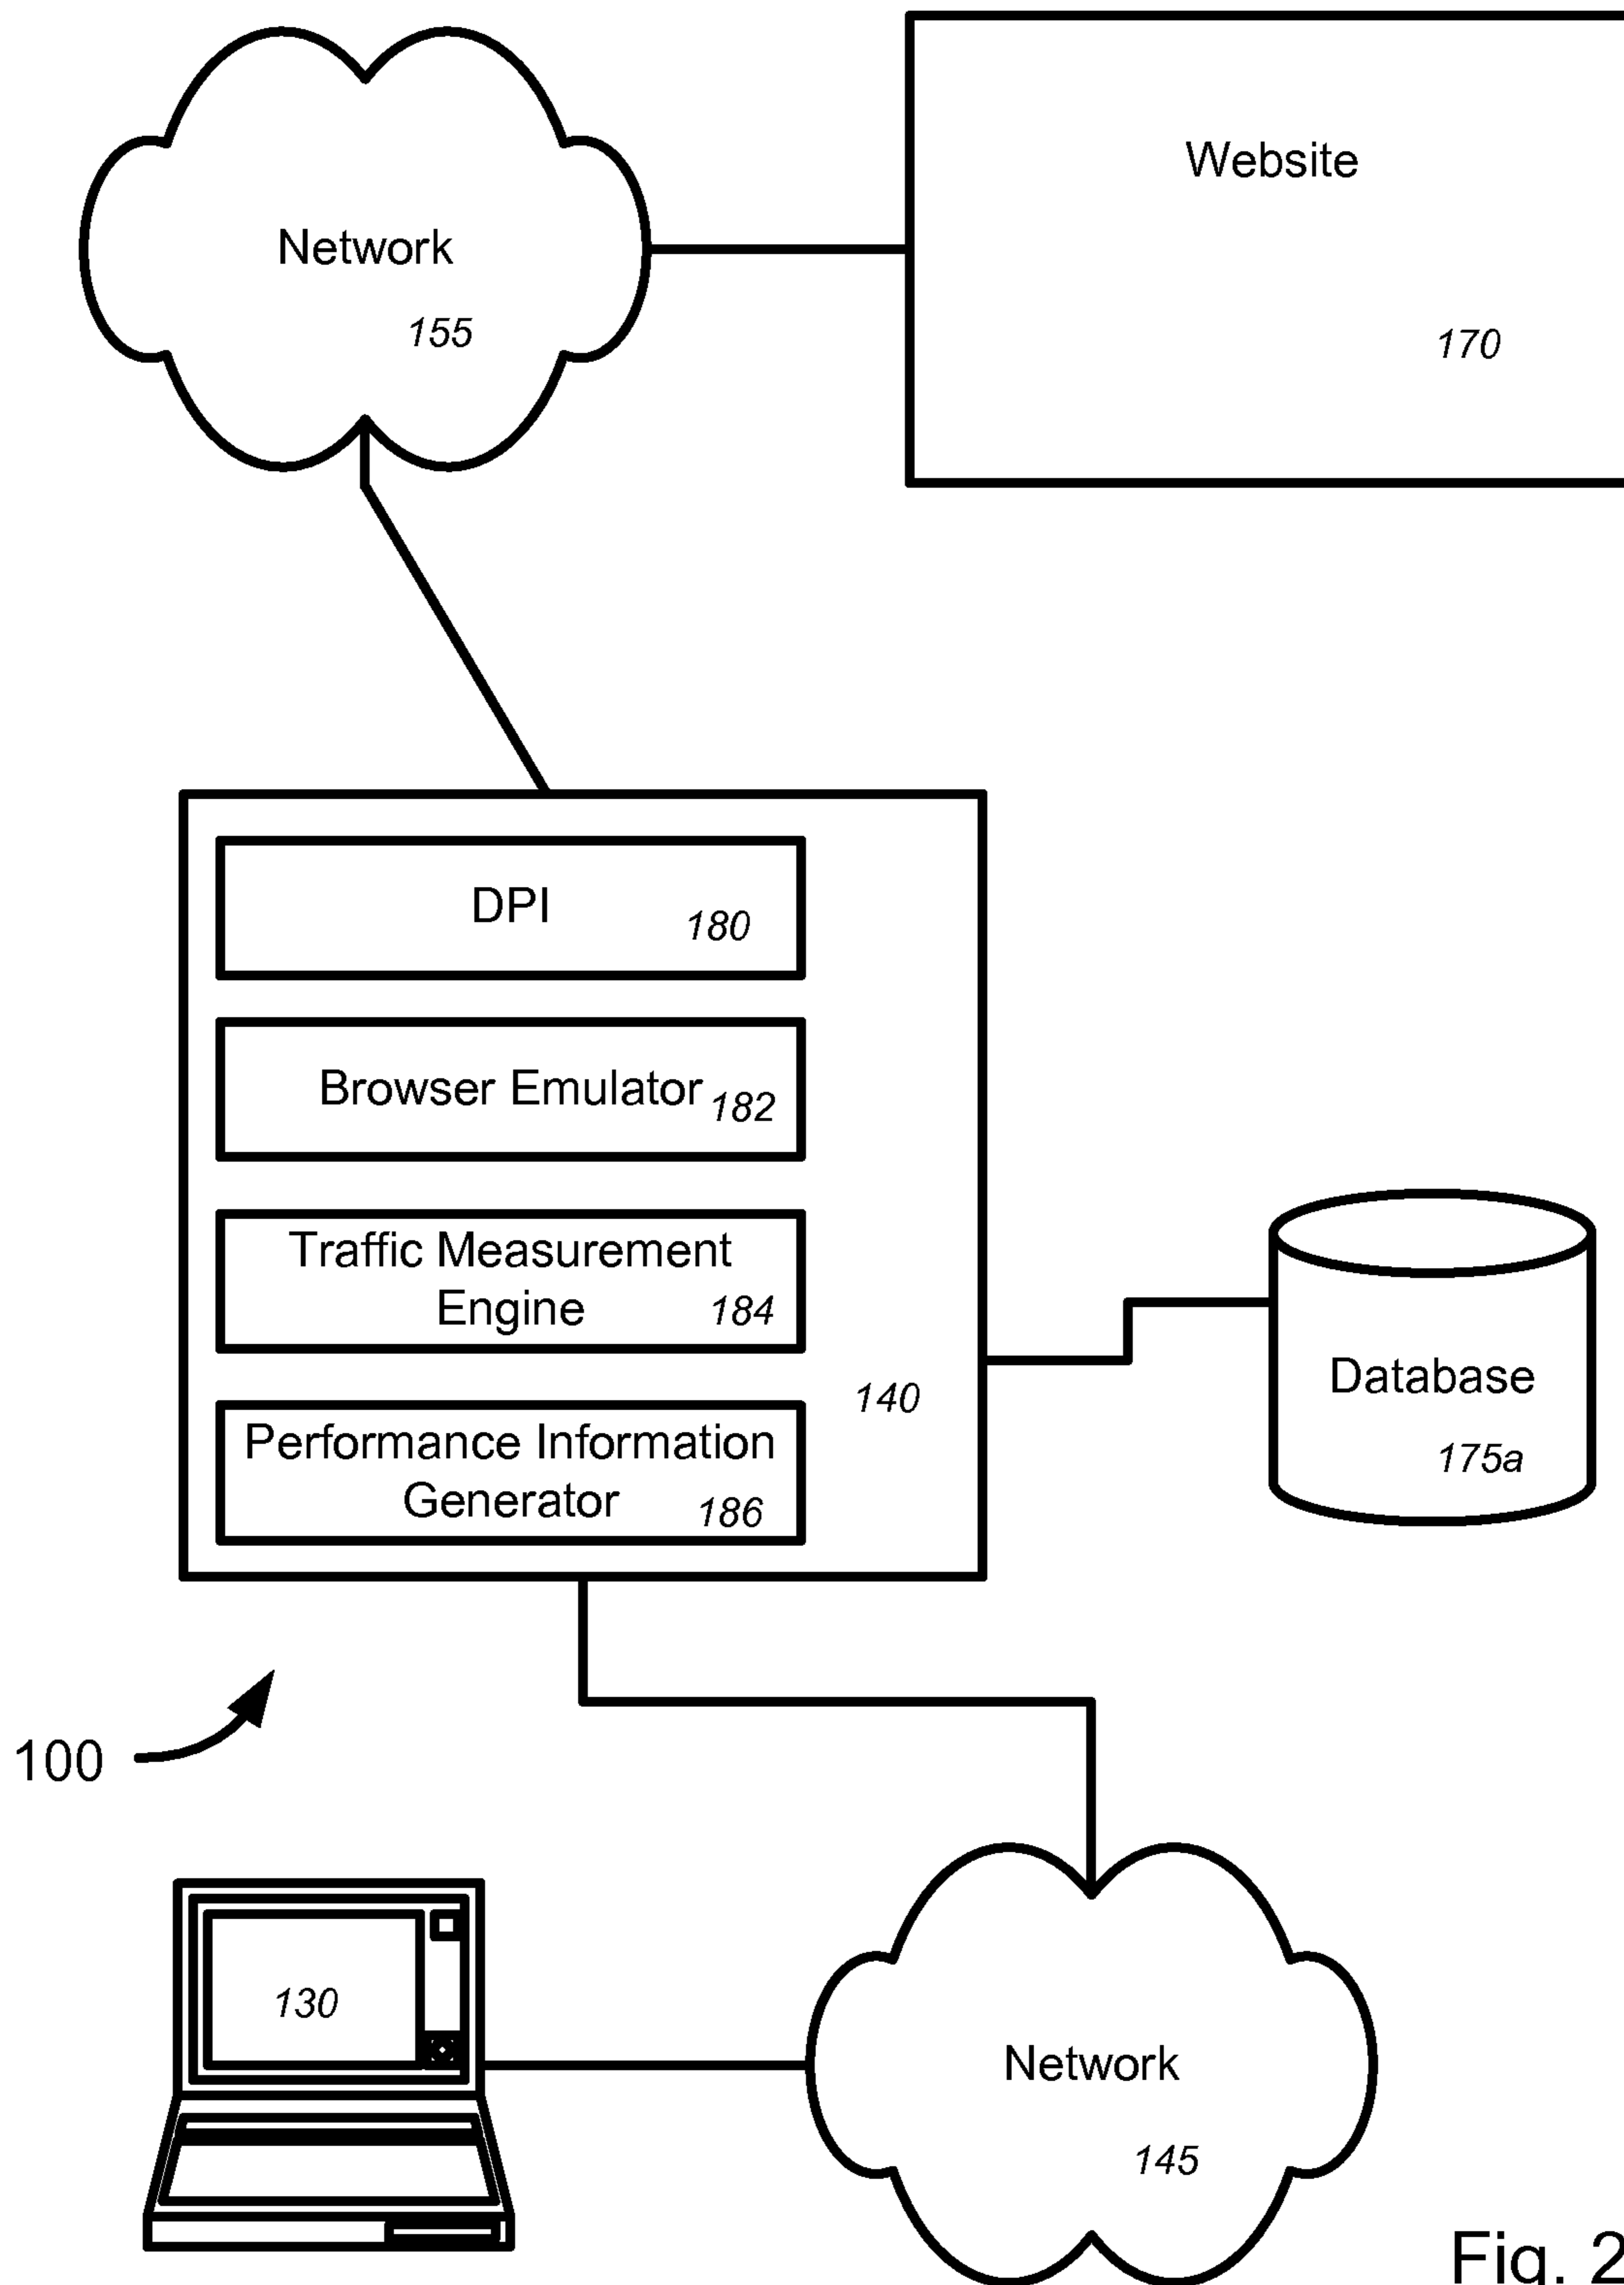 Website
Network
155
170
DPI
180
Browser Emulator 182
Traffic Measurement
Engine 184
140
Database
175a
Performance Information
Generator 186
100
130
Network
145
Fig. 2